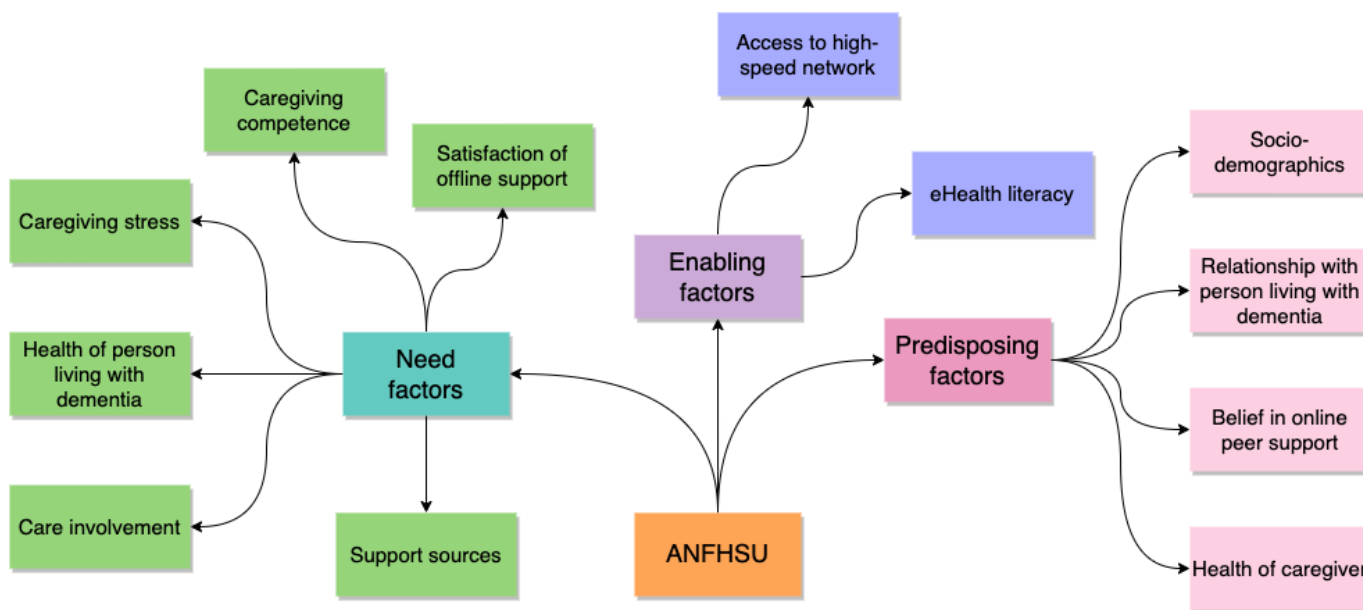 Access to high-
speed network
Caregiving
competence
Satisfaction of
offline support
Socio-
demographics
Caregiving stress
eHealth literacy
Enabling
factors
Relationship with
person living with
dementia
Health of person
living with
dementia
Need
factors
Predisposing
factors
Belief in online
peer support
Care involvement
Support sources
ANFHSU
Health of caregiver